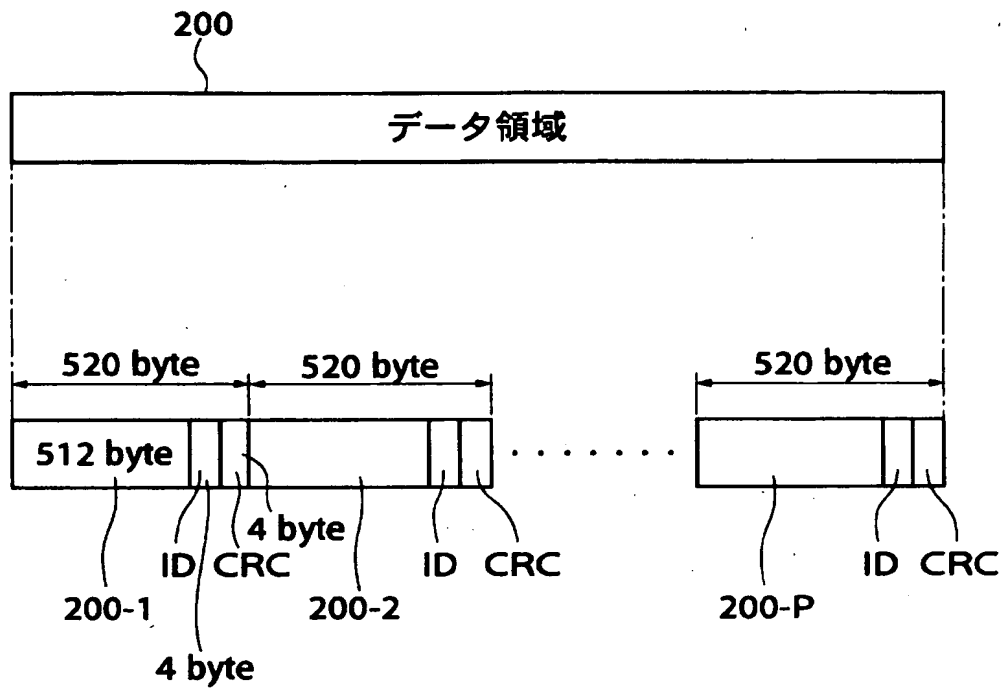 200
データ領域
520 byte 520 byte 520 byte
512 byte
4 byte
ID CRC ID CRC ID CRC
200-1 200-2 200-P
4 byte